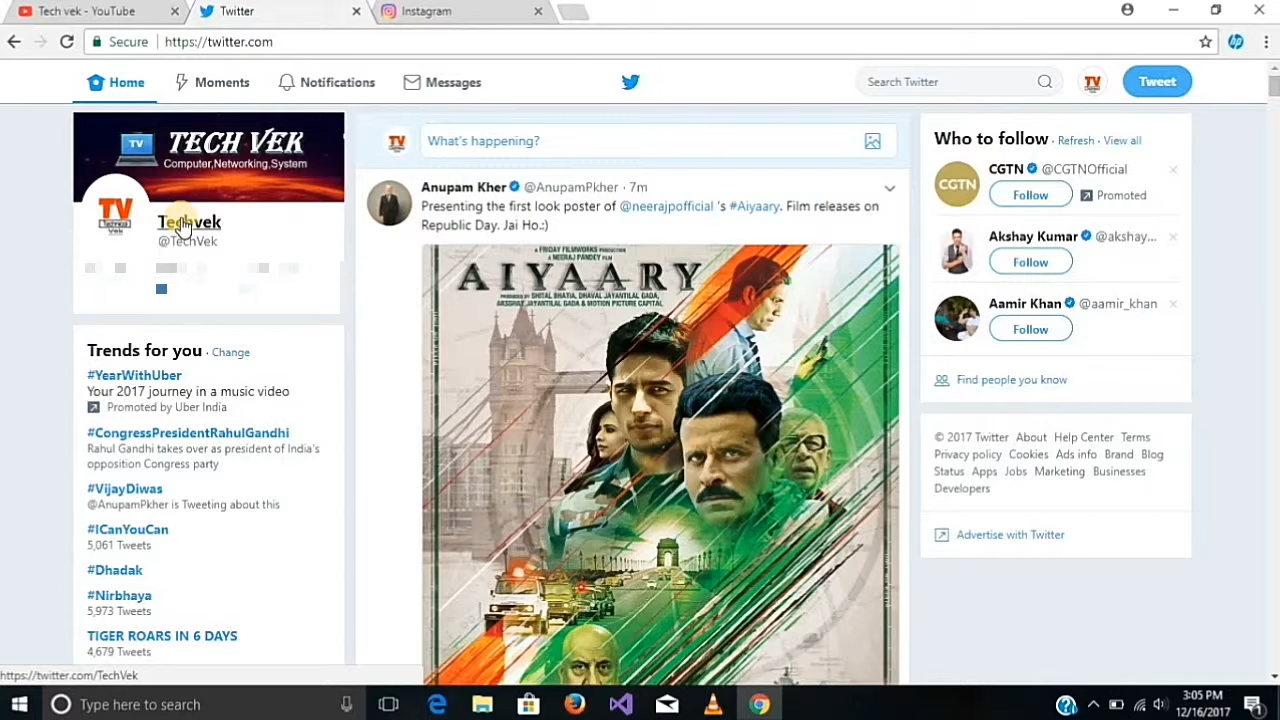 Tech vek - YouTube
Twitter
Instagram
Secure
https://twitter.com
Home
Moments
Notifications
Messages
Search Twitter
TV
Tweet
TV
TECH VEK
Computer,Networking,System
TV
Technical
Vek
Techvek
@TechVek
Trends for you · Change
#YearWithUber
Your 2017 journey in a music video
Promoted by Uber India
#CongressPresidentRahulGandhi
Rahul Gandhi takes over as president of India's
opposition Congress party
#VijayDiwas
@AnupamPkher is Tweeting about this
#ICanYouCan
5,061 Tweets
#Dhadak
#Nirbhaya
5,973 Tweets
TIGER ROARS IN 6 DAYS
4,679 Tweets
TV
What's happening?
Anupam Kher @AnupamPkher · 7m
Presenting the first look poster of @neerajpofficial 's #Aiyaary. Film releases on
Republic Day. Jai Ho.:)
A FRIDAY FILMWORKS PRODUCTION
A NEERAJ PANDEY FILM
AIYAARY
PRODUCED BY SHITAL BHATIA, DHAVAL JAYANTILAL GADA,
AKSHAY JAYANTILAL GADA & MOTION PICTURE CAPITAL
Who to follow · Refresh · View all
CGTN
CGTN @CGTNOfficial
Follow
Promoted
Akshay Kumar @akshay...
Follow
Aamir Khan @aamir_khan
Follow
Find people you know
© 2017 Twitter About Help Center Terms
Privacy policy Cookies Ads info Brand Blog
Status Apps Jobs Marketing Businesses
Developers
Advertise with Twitter
https://twitter.com/TechVek
Type here to search
3:05 PM
12/16/2017